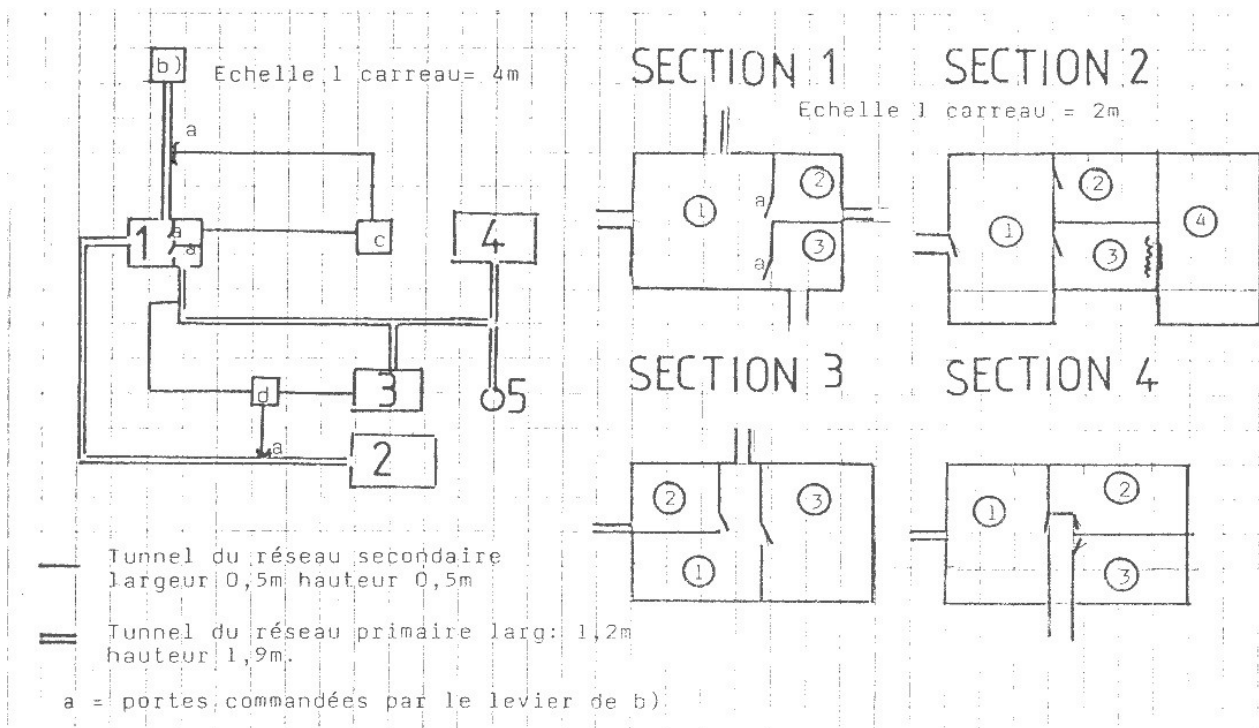 b)
Echelle 1 carreau= 4m
a
1
a
a
c
4
3
5
d
a
2
Tunnel du réseau secondaire
largeur 0,5m hauteur 0,5m
Tunnel du réseau primaire larg: 1,2m
hauteur 1,9m.
a = portes commandées par le levier de b)
SECTION 1
SECTION 2
Echelle 1 carreau = 2m
1
a
2
a
3
1
2
3
4
SECTION 3
SECTION 4
2
3
1
1
2
3